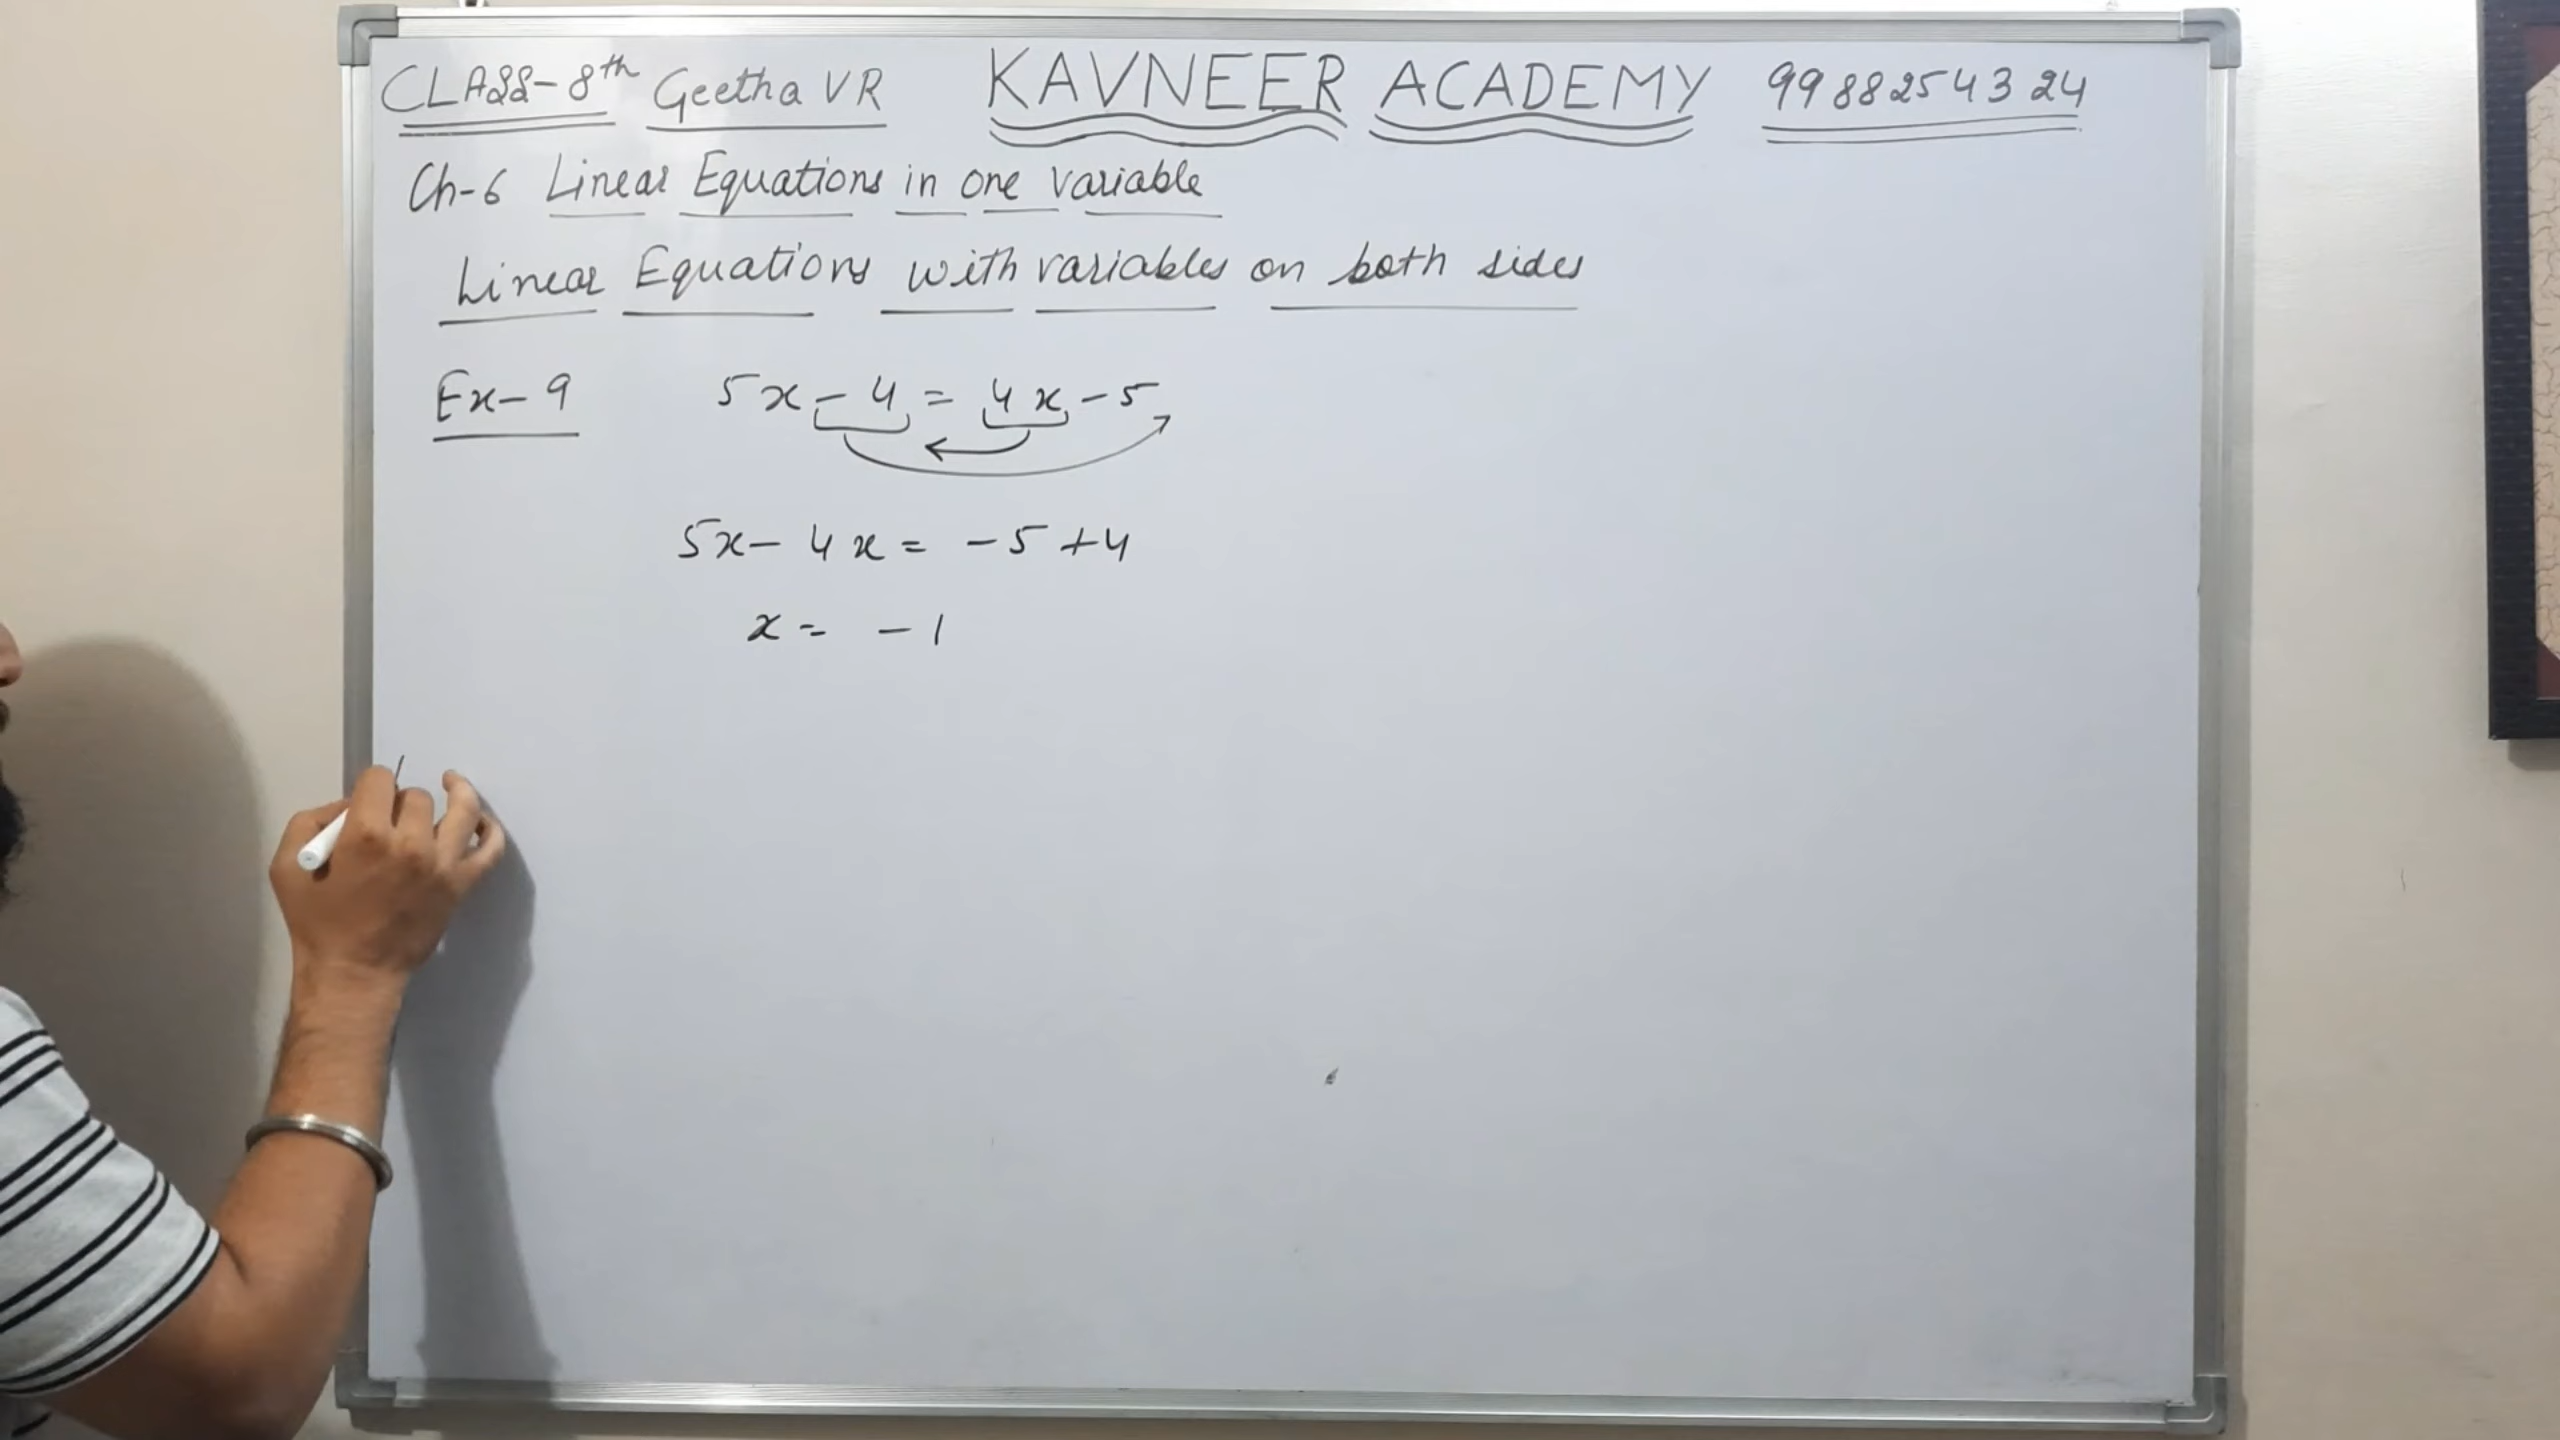 CLASS-8th Geetha VR KAVNEER ACADEMY 9988254324
Ch-6 Linear Equations in one variable
Linear Equations with variables on both sides
Ex-9 5x - 4 = 4x - 5
5x - 4x = -5 + 4
x = -1